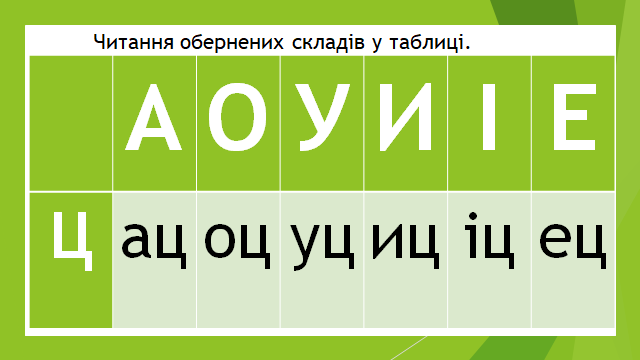 Читання обернених складів у таблиці.
А О У И І Е
Ц ац оц уц иц іц ец